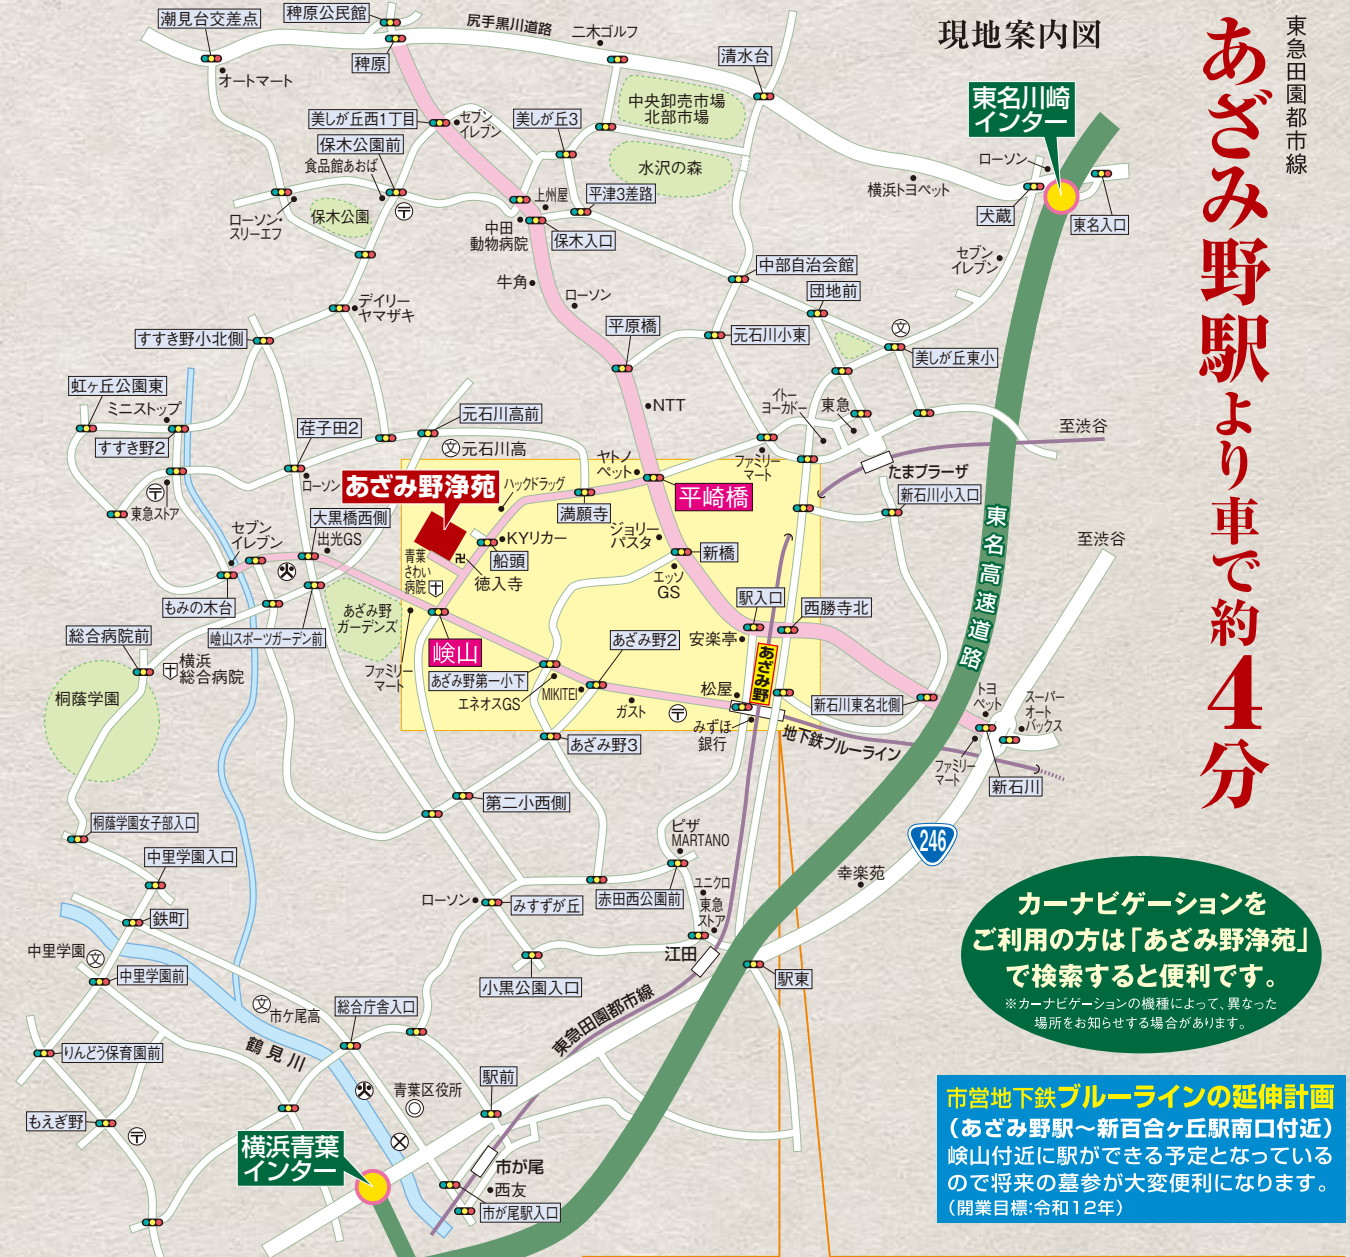 東急田園都市線
あざみ野駅より車で約4分
現地案内図
潮見台交差点
稗原公民館
稗原
オートマート
尻手黒川道路
二木ゴルフ
清水台
中央卸売市場
北部市場
水沢の森
東名川崎
インター
ローソン
犬蔵
東名入口
横浜トヨペット
セブン
イレブン
美しが丘西1丁目
セブン
イレブン
美しが丘3
保木公園前
食品館あおば
上州屋
平津3差路
ローソン・
スリーエフ
保木公園
中田
動物病院
保木入口
中部自治会館
牛角
ローソン
団地前
デイリー
ヤマザキ
平原橋
元石川小東
文
美しが丘東小
すすき野小北側
虹ヶ丘公園東
ミニストップ
すすき野2
荏子田2
元石川高前
文元石川高
NTT
イトー
ヨーカドー
東急
至渋谷
ヤトノ
ペット
ファミリー
マート
たまプラーザ
ローソン
あざみ野浄苑
ハックドラッグ
平崎橋
新石川小入口
東急ストア
大黒橋西側
満願寺
セブン
イレブン
出光GS
KYリカー
ジョリー
パスタ
新橋
東名高速道路
至渋谷
船頭
青葉
さわい
病院
徳入寺
エッソ
GS
もみの木台
あざみ野
ガーデンズ
駅入口
西勝寺北
嶮山スポーツガーデン前
総合病院前
横浜
総合病院
嶮山
あざみ野2
安楽亭
ファミリー
マート
あざみ野第一小下
あざみ野
桐蔭学園
エネオスGS
MIKITEI
ガスト
松屋
新石川東名北側
トヨ
ペット
スーパー
オート
バックス
みずほ
銀行
地下鉄ブルーライン
あざみ野3
ファミリー
マート
新石川
第二小西側
桐蔭学園女子部入口
ピザ
MARTANO
246
中里学園入口
幸楽苑
ユニクロ
ローソン
みすずが丘
赤田西公園前
東急
ストア
鉄町
中里学園
文
江田
中里学園前
小黒公園入口
駅東
文
市ケ尾高
総合庁舎入口
東急田園都市線
鶴見川
りんどう保育園前
青葉区役所
駅前
もえぎ野
横浜青葉
インター
市が尾
西友
市が尾駅入口
カーナビゲーションを
ご利用の方は「あざみ野浄苑」
で検索すると便利です。
※カーナビゲーションの機種によって、異なった
場所をお知らせする場合があります。
市営地下鉄ブルーラインの延伸計画
（あざみ野駅〜新百合ヶ丘駅南口付近）
嶮山付近に駅ができる予定となっている
ので将来の墓参が大変便利になります。
（開業目標:令和12年）